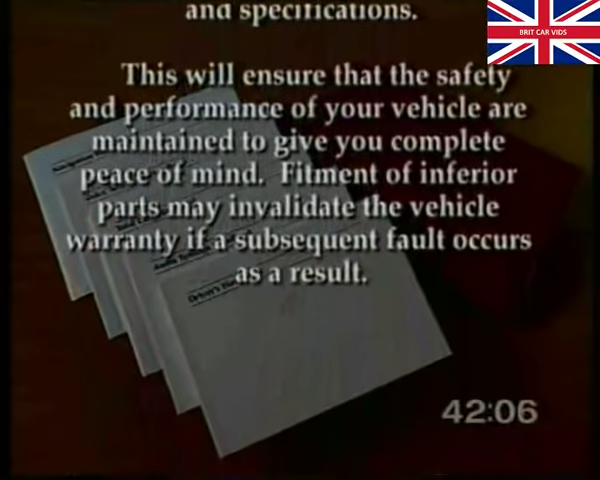 and specifications.
BRIT CAR VIDS
This will ensure that the safety
and performance of your vehicle are
maintained to give you complete
peace of mind. Fitment of inferior
parts may invalidate the vehicle
warranty if a subsequent fault occurs
as a result.
Driver's
42:06